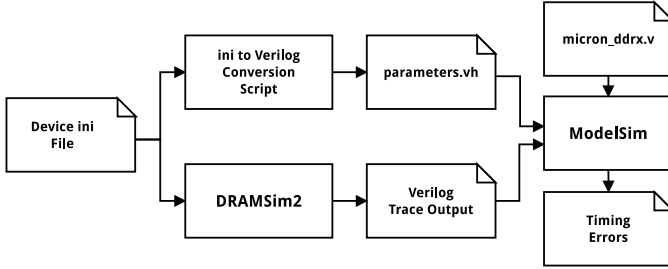 Device ini
File
ini to Verilog
Conversion
Script
parameters.vh
DRAMSim2
Verilog
Trace Output
micron_ddrx.v
ModelSim
Timing
Errors